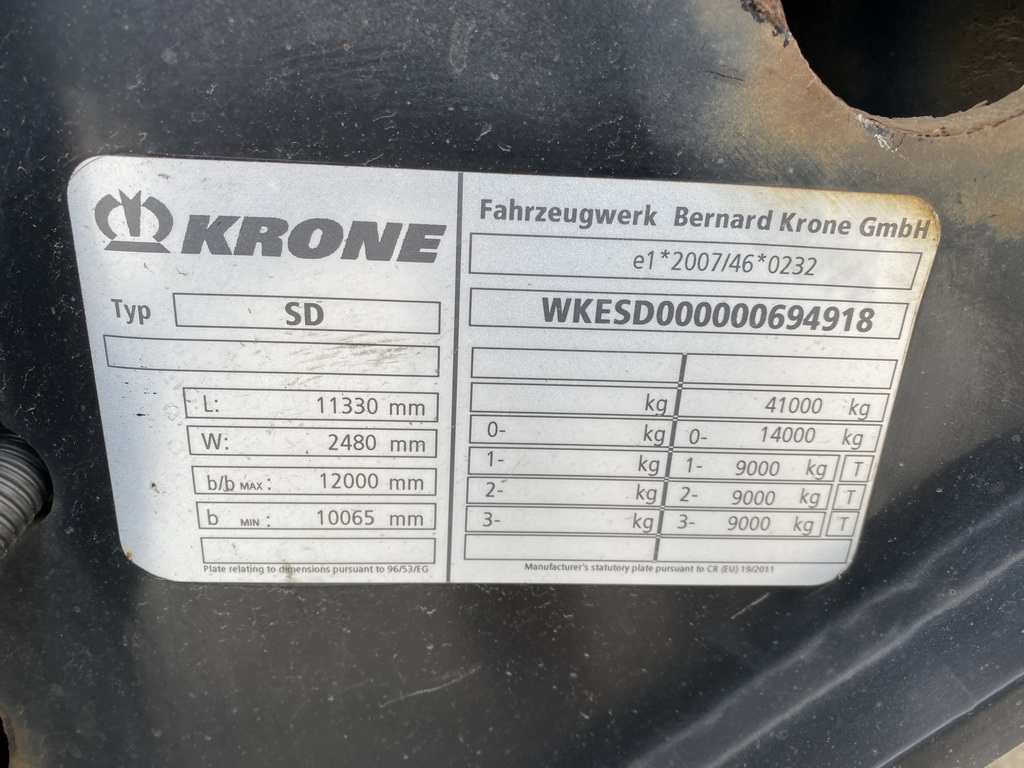 KRONE
Typ SD
L: 11330 mm
W: 2480 mm
b/b MAX: 12000 mm
b MIN: 10065 mm
Plate relating to dimensions pursuant to 96/53/EG
Fahrzeugwerk Bernard Krone GmbH
e1*2007/46*0232
WKESD000000694918
kg 41000 kg
0- kg 0- 14000 kg
1- kg 1- 9000 kg T
2- kg 2- 9000 kg T
3- kg 3- 9000 kg T
Manufacturer's statutory plate pursuant to CR (EU) 19/2011